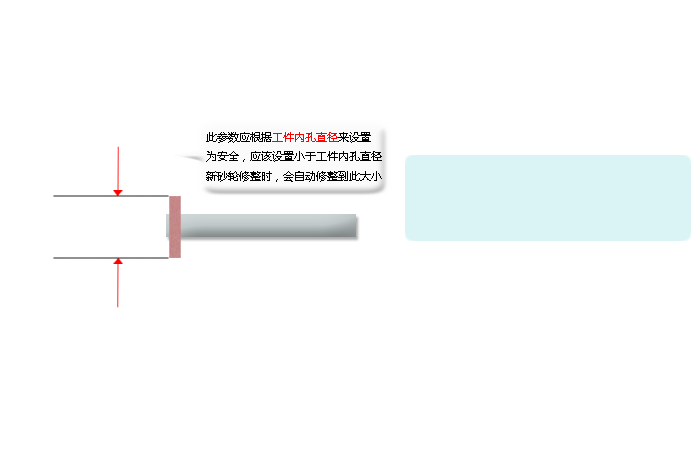 此参数应根据工件内孔直径来设置
为安全，应该设置小于工件内孔直径
新砂轮修整时，会自动修整到此大小